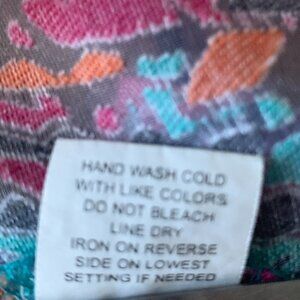 HAND WASH COLD
WITH LIKE COLORS
DO NOT BLEACH
LINE DRY
IRON ON REVERSE
SIDE ON LOWEST
SETTING IF NEEDED